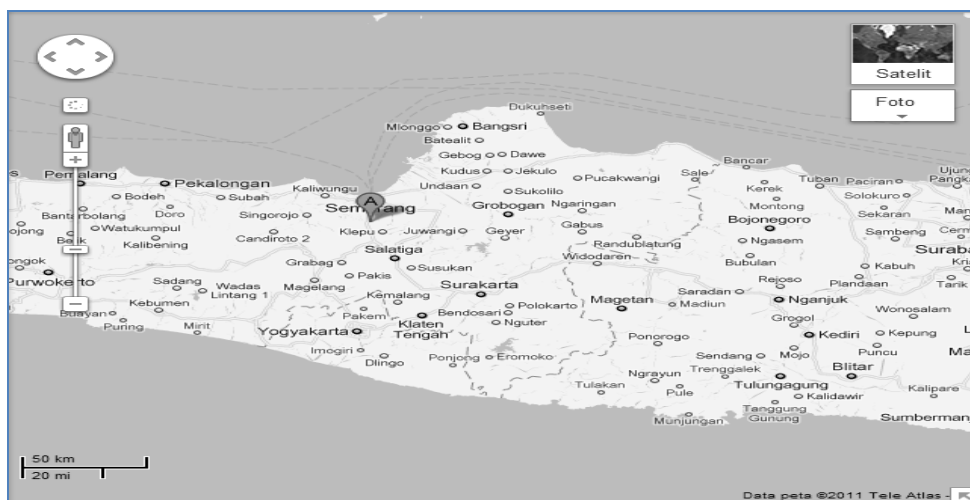 Satelit
Foto
Dukuhseti
Mlonggo
Bangsri
Batealit
Gebog
Dawe
Kudus
Jekulo
Undaan
Sukolilo
Pucakwangi
Sale
Bancar
Pemalang
Pekalongan
Kaliwungu
Bodeh
Subah
Doro
Singorojo
A
Semarang
Grobogan
Ngaringan
Kerek
Montong
Tuban
Paciran
Solokuro
Sekaran
Bantarbolang
Watukumpul
Kalibening
Candiroto 2
Klepu
Juwangi
Geyer
Gabus
Randublatung
Bojonegoro
Ngasem
Sambeng
Salatiga
Susukan
Widodaren
Bubulan
Kabuh
Grabag
Pakis
Magelang
Purwokerto
Sadang
Wadas
Lintang 1
Kebumen
Buayan
Puring
Mirit
Kemalang
Pakem
Surakarta
Bendosari
Polokarto
Nguter
Klaten
Tengah
Yogyakarta
Imogiri
Dlingo
Ponjong
Eromoko
Magetan
Saradan
Madiun
Rejoso
Plandaan
Tarik
Nganjuk
Grogol
Wonosalam
Kediri
Kepung
Ponorogo
Sendang
Mojo
Puncu
Trenggalek
Blitar
Ngrayun
Tulakan
Pule
Tulungagung
Kalidawir
Kalipare
Munjungan
Tanggung
Gunung
50 km
20 mi
Data peta ©2011 Tele Atlas -